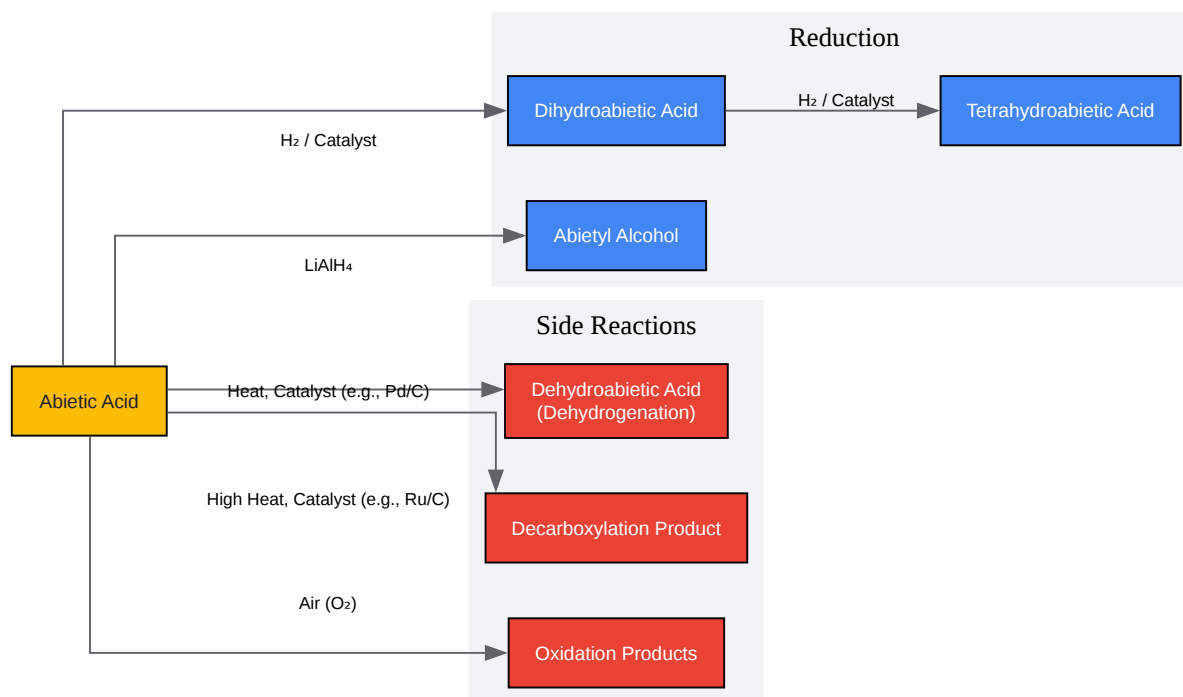 Reduction
Dihydroabietic Acid
H₂ / Catalyst
Tetrahydroabietic Acid
H₂ / Catalyst
Abietyl Alcohol
LiAlH₄
Side Reactions
Abietic Acid
Heat, Catalyst (e.g., Pd/C)
Dehydroabietic Acid
(Dehydrogenation)
High Heat, Catalyst (e.g., Ru/C)
Decarboxylation Product
Air (O₂)
Oxidation Products